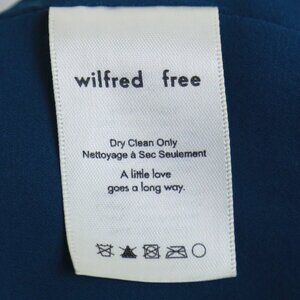 wilfred free
Dry Clean Only
Nettoyage à Sec Seulement
A little love
goes a long way.